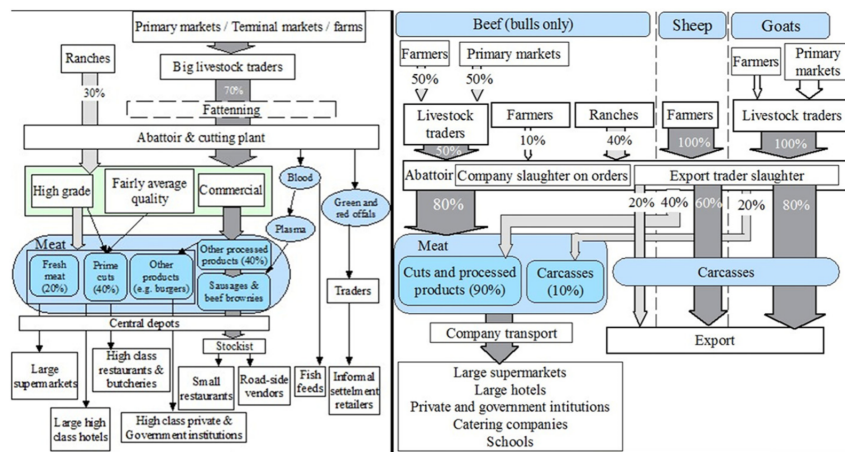 Primary markets / Terminal markets / farms
Ranches
Big livestock traders
30%
70%
Fattenning
Abattoir & cutting plant
High grade
Fairly average
quality
Commercial
Blood
Green and
red offals
Plasma
Meat
Fresh
meat
(20%)
Prime
cuts
(40%)
Other
products
(e.g. burgers)
Other processed
products (40%)
Sausages &
beef brownies
Traders
Central depots
Stockist
Large
supermarkets
High class
restaurants &
butcheries
Small
restaurants
Road-side
vendors
Fish
feeds
Informal
settelment
retailers
Large high
class hotels
High class private &
Government institutions
Beef (bulls only)
Sheep
Goats
Farmers
Primary markets
50%
50%
Farmers
Primary
markets
Livestock
traders
Farmers
Ranches
Farmers
Livestock traders
50%
10%
40%
100%
100%
Abattoir
Company slaughter on orders
Export trader slaughter
80%
20%
40%
60%
20%
80%
Meat
Cuts and processed
products (90%)
Carcasses
(10%)
Carcasses
Company transport
Export
Large supermarkets
Large hotels
Private and government intitutions
Catering companies
Schools